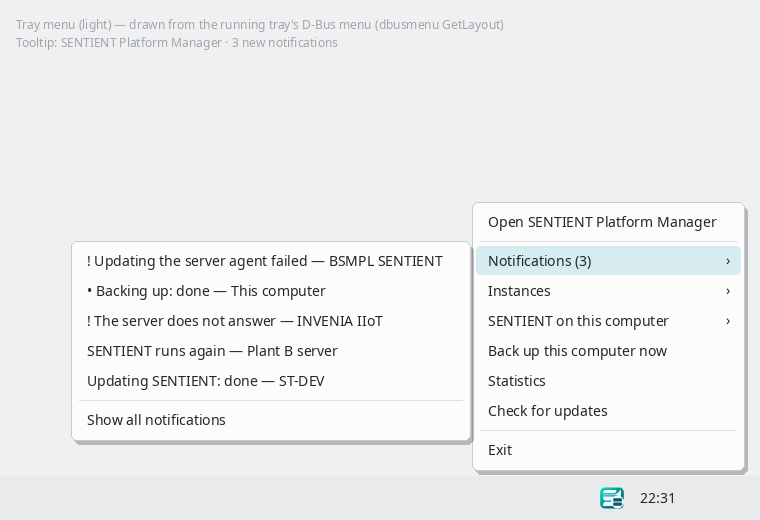 Tray menu (light) — drawn from the running tray's D-Bus menu (dbusmenu GetLayout)
Tooltip: SENTIENT Platform Manager · 3 new notifications
Open SENTIENT Platform Manager
Notifications (3) ›
Instances ›
SENTIENT on this computer ›
Back up this computer now
Statistics
Check for updates
Exit
! Updating the server agent failed — BSMPL SENTIENT
• Backing up: done — This computer
! The server does not answer — INVENIA IIoT
SENTIENT runs again — Plant B server
Updating SENTIENT: done — ST-DEV
Show all notifications
22:31